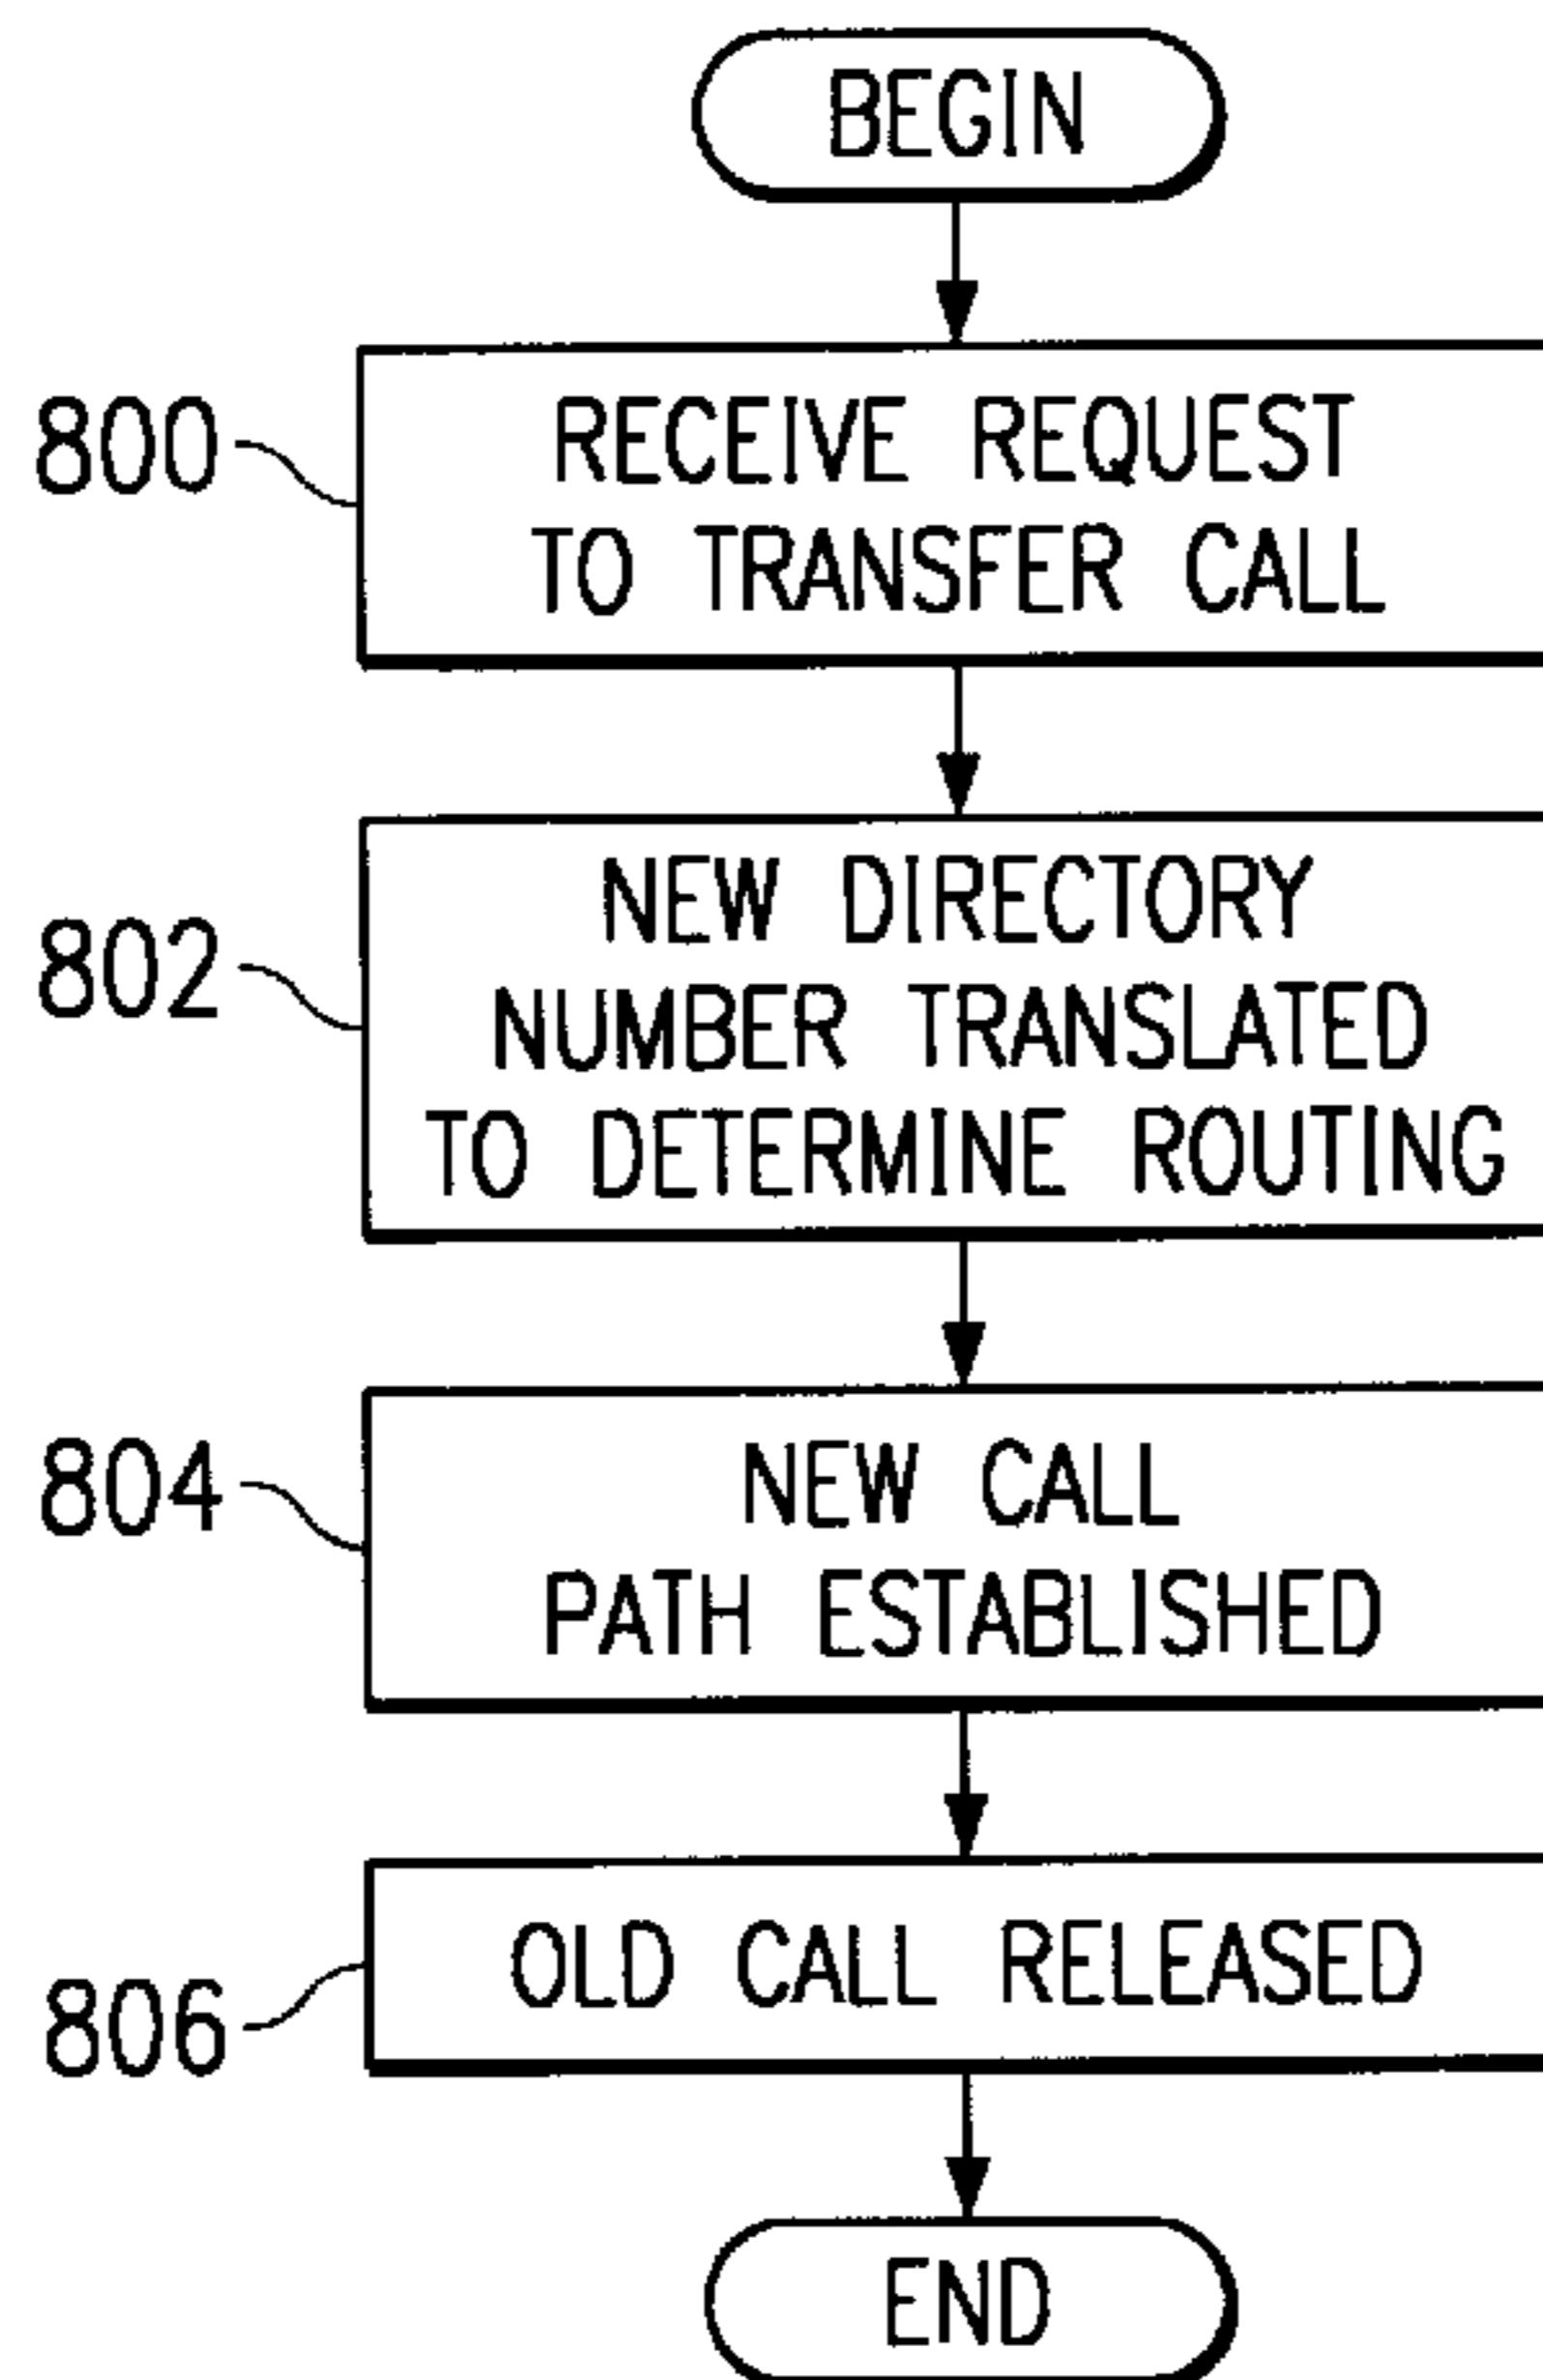 BEGIN
800
RECEIVE REQUEST
TO TRANSFER CALL
802
NEW DIRECTORY
NUMBER TRANSLATED
TO DETERMINE ROUTING
804
NEW CALL
PATH ESTABLISHED
806
OLD CALL RELEASED
END